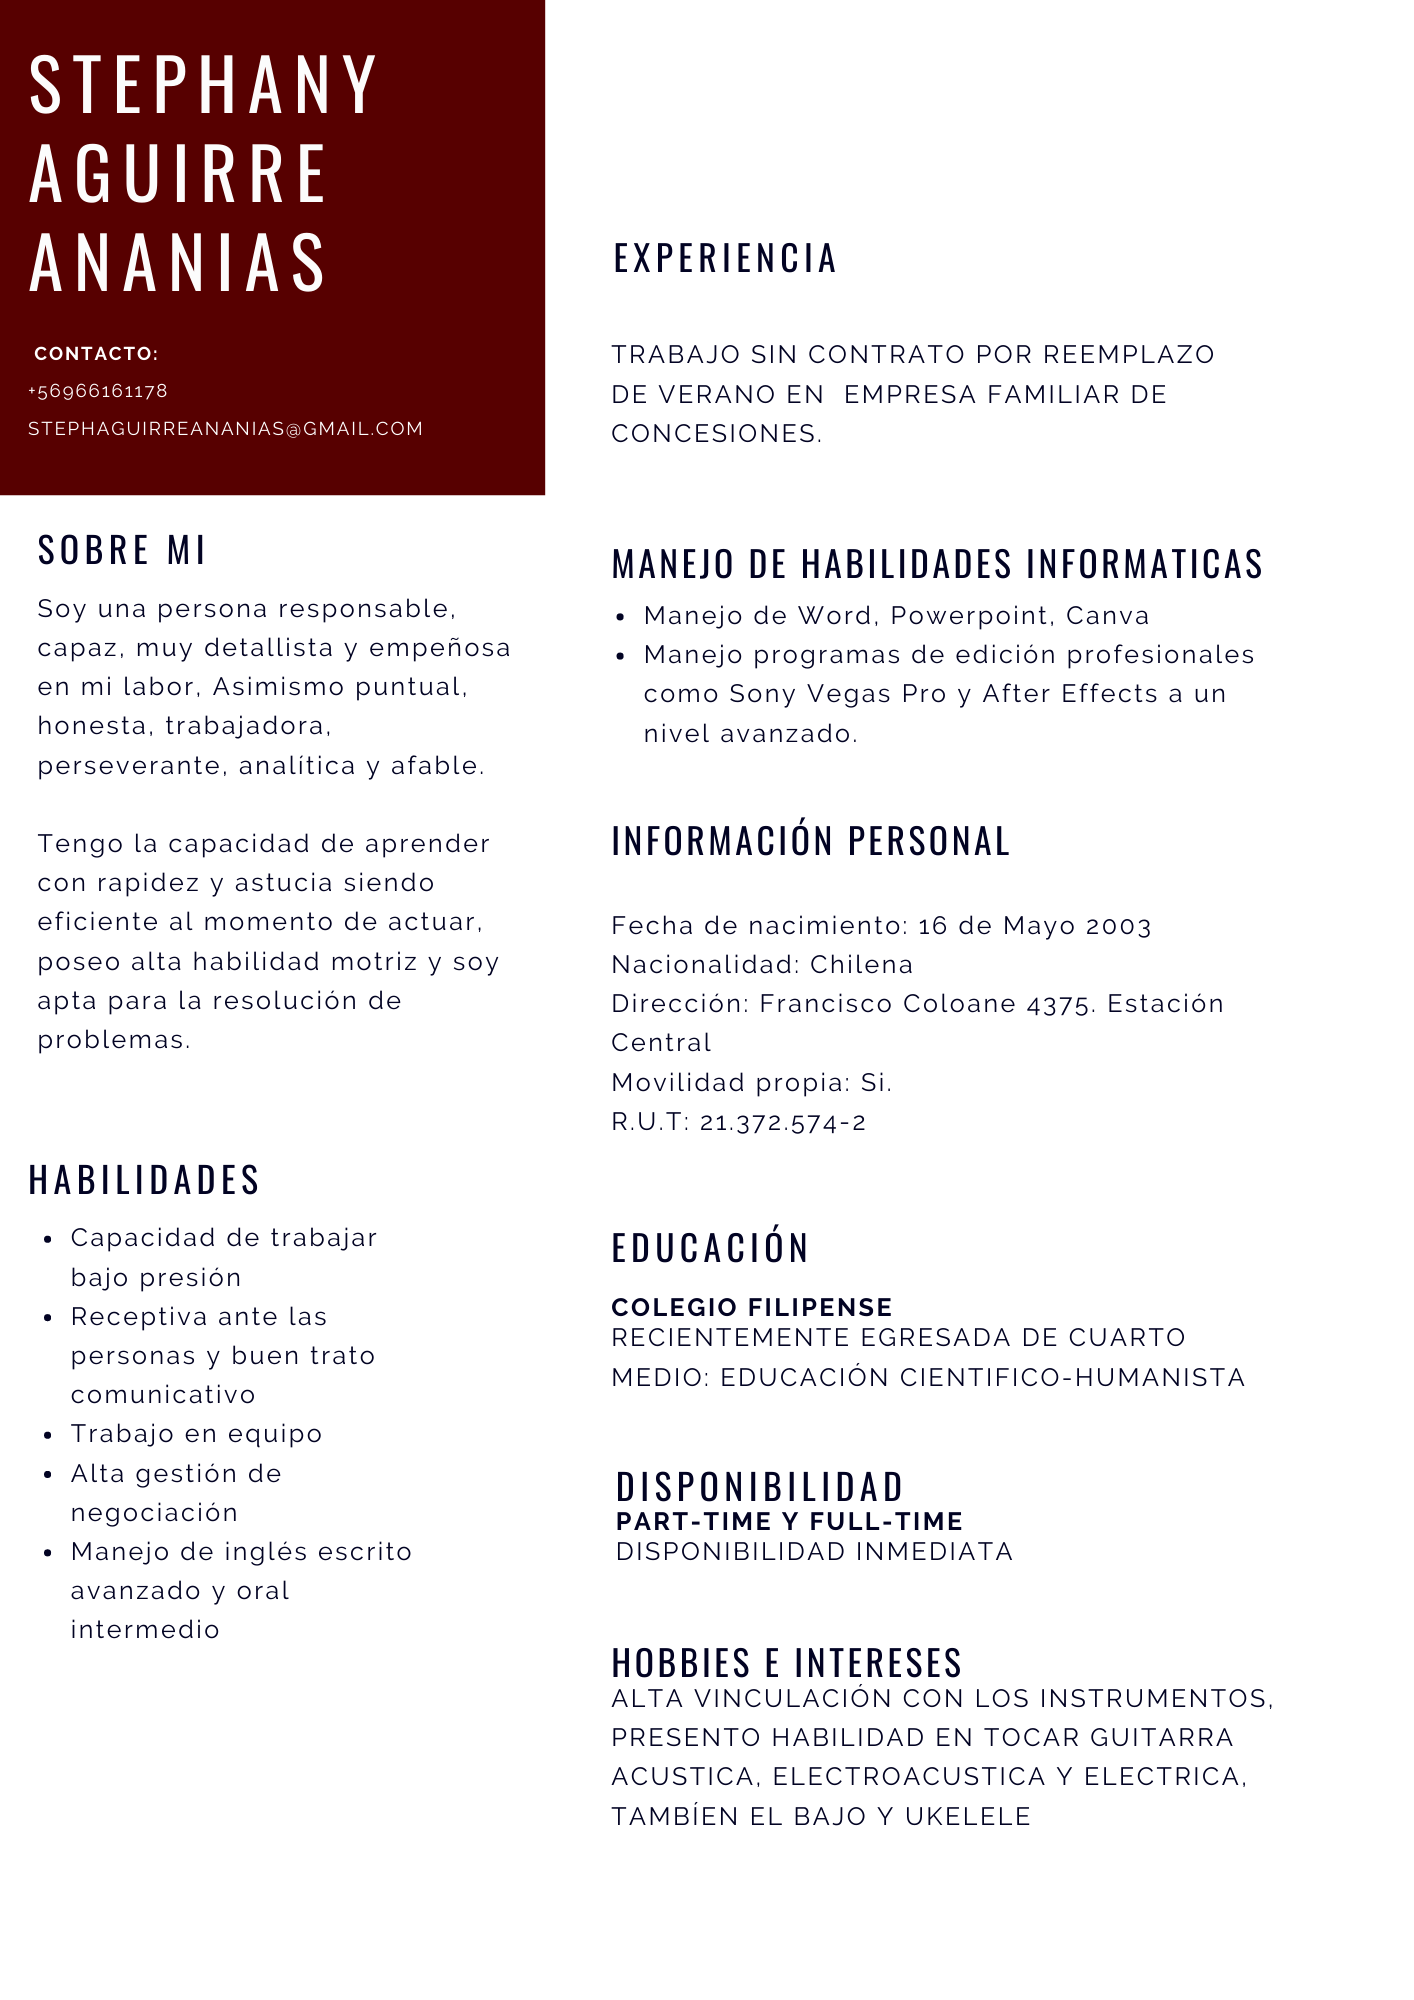 STEPHANY
AGUIRRE
ANANIAS
CONTACTO:
+56966161178
STEPHAGUIRREANANIAS@GMAIL.COM
SOBRE MI
Soy una persona responsable,
capaz, muy detallista y empeñosa
en mi labor, Asimismo puntual,
honesta, trabajadora,
perseverante, analítica y afable.
Tengo la capacidad de aprender
con rapidez y astucia siendo
eficiente al momento de actuar,
poseo alta habilidad motriz y soy
apta para la resolución de
problemas.
HABILIDADES
• Capacidad de trabajar
bajo presión
• Receptiva ante las
personas y buen trato
comunicativo
• Trabajo en equipo
• Alta gestión de
negociación
• Manejo de inglés escrito
avanzado y oral
intermedio
EXPERIENCIA
TRABAJO SIN CONTRATO POR REEMPLAZO
DE VERANO EN  EMPRESA FAMILIAR DE
CONCESIONES.
MANEJO DE HABILIDADES INFORMATICAS
• Manejo de Word, Powerpoint, Canva
• Manejo programas de edición profesionales
como Sony Vegas Pro y After Effects a un
nivel avanzado.
INFORMACIÓN PERSONAL
Fecha de nacimiento: 16 de Mayo 2003
Nacionalidad: Chilena
Dirección: Francisco Coloane 4375. Estación
Central
Movilidad propia: Si.
R.U.T: 21.372.574-2
EDUCACIÓN
COLEGIO FILIPENSE
RECIENTEMENTE EGRESADA DE CUARTO
MEDIO: EDUCACIÓN CIENTIFICO-HUMANISTA
DISPONIBILIDAD
PART-TIME Y FULL-TIME
DISPONIBILIDAD INMEDIATA
HOBBIES E INTERESES
ALTA VINCULACIÓN CON LOS INSTRUMENTOS,
PRESENTO HABILIDAD EN TOCAR GUITARRA
ACUSTICA, ELECTROACUSTICA Y ELECTRICA,
TAMBÍEN EL BAJO Y UKELELE